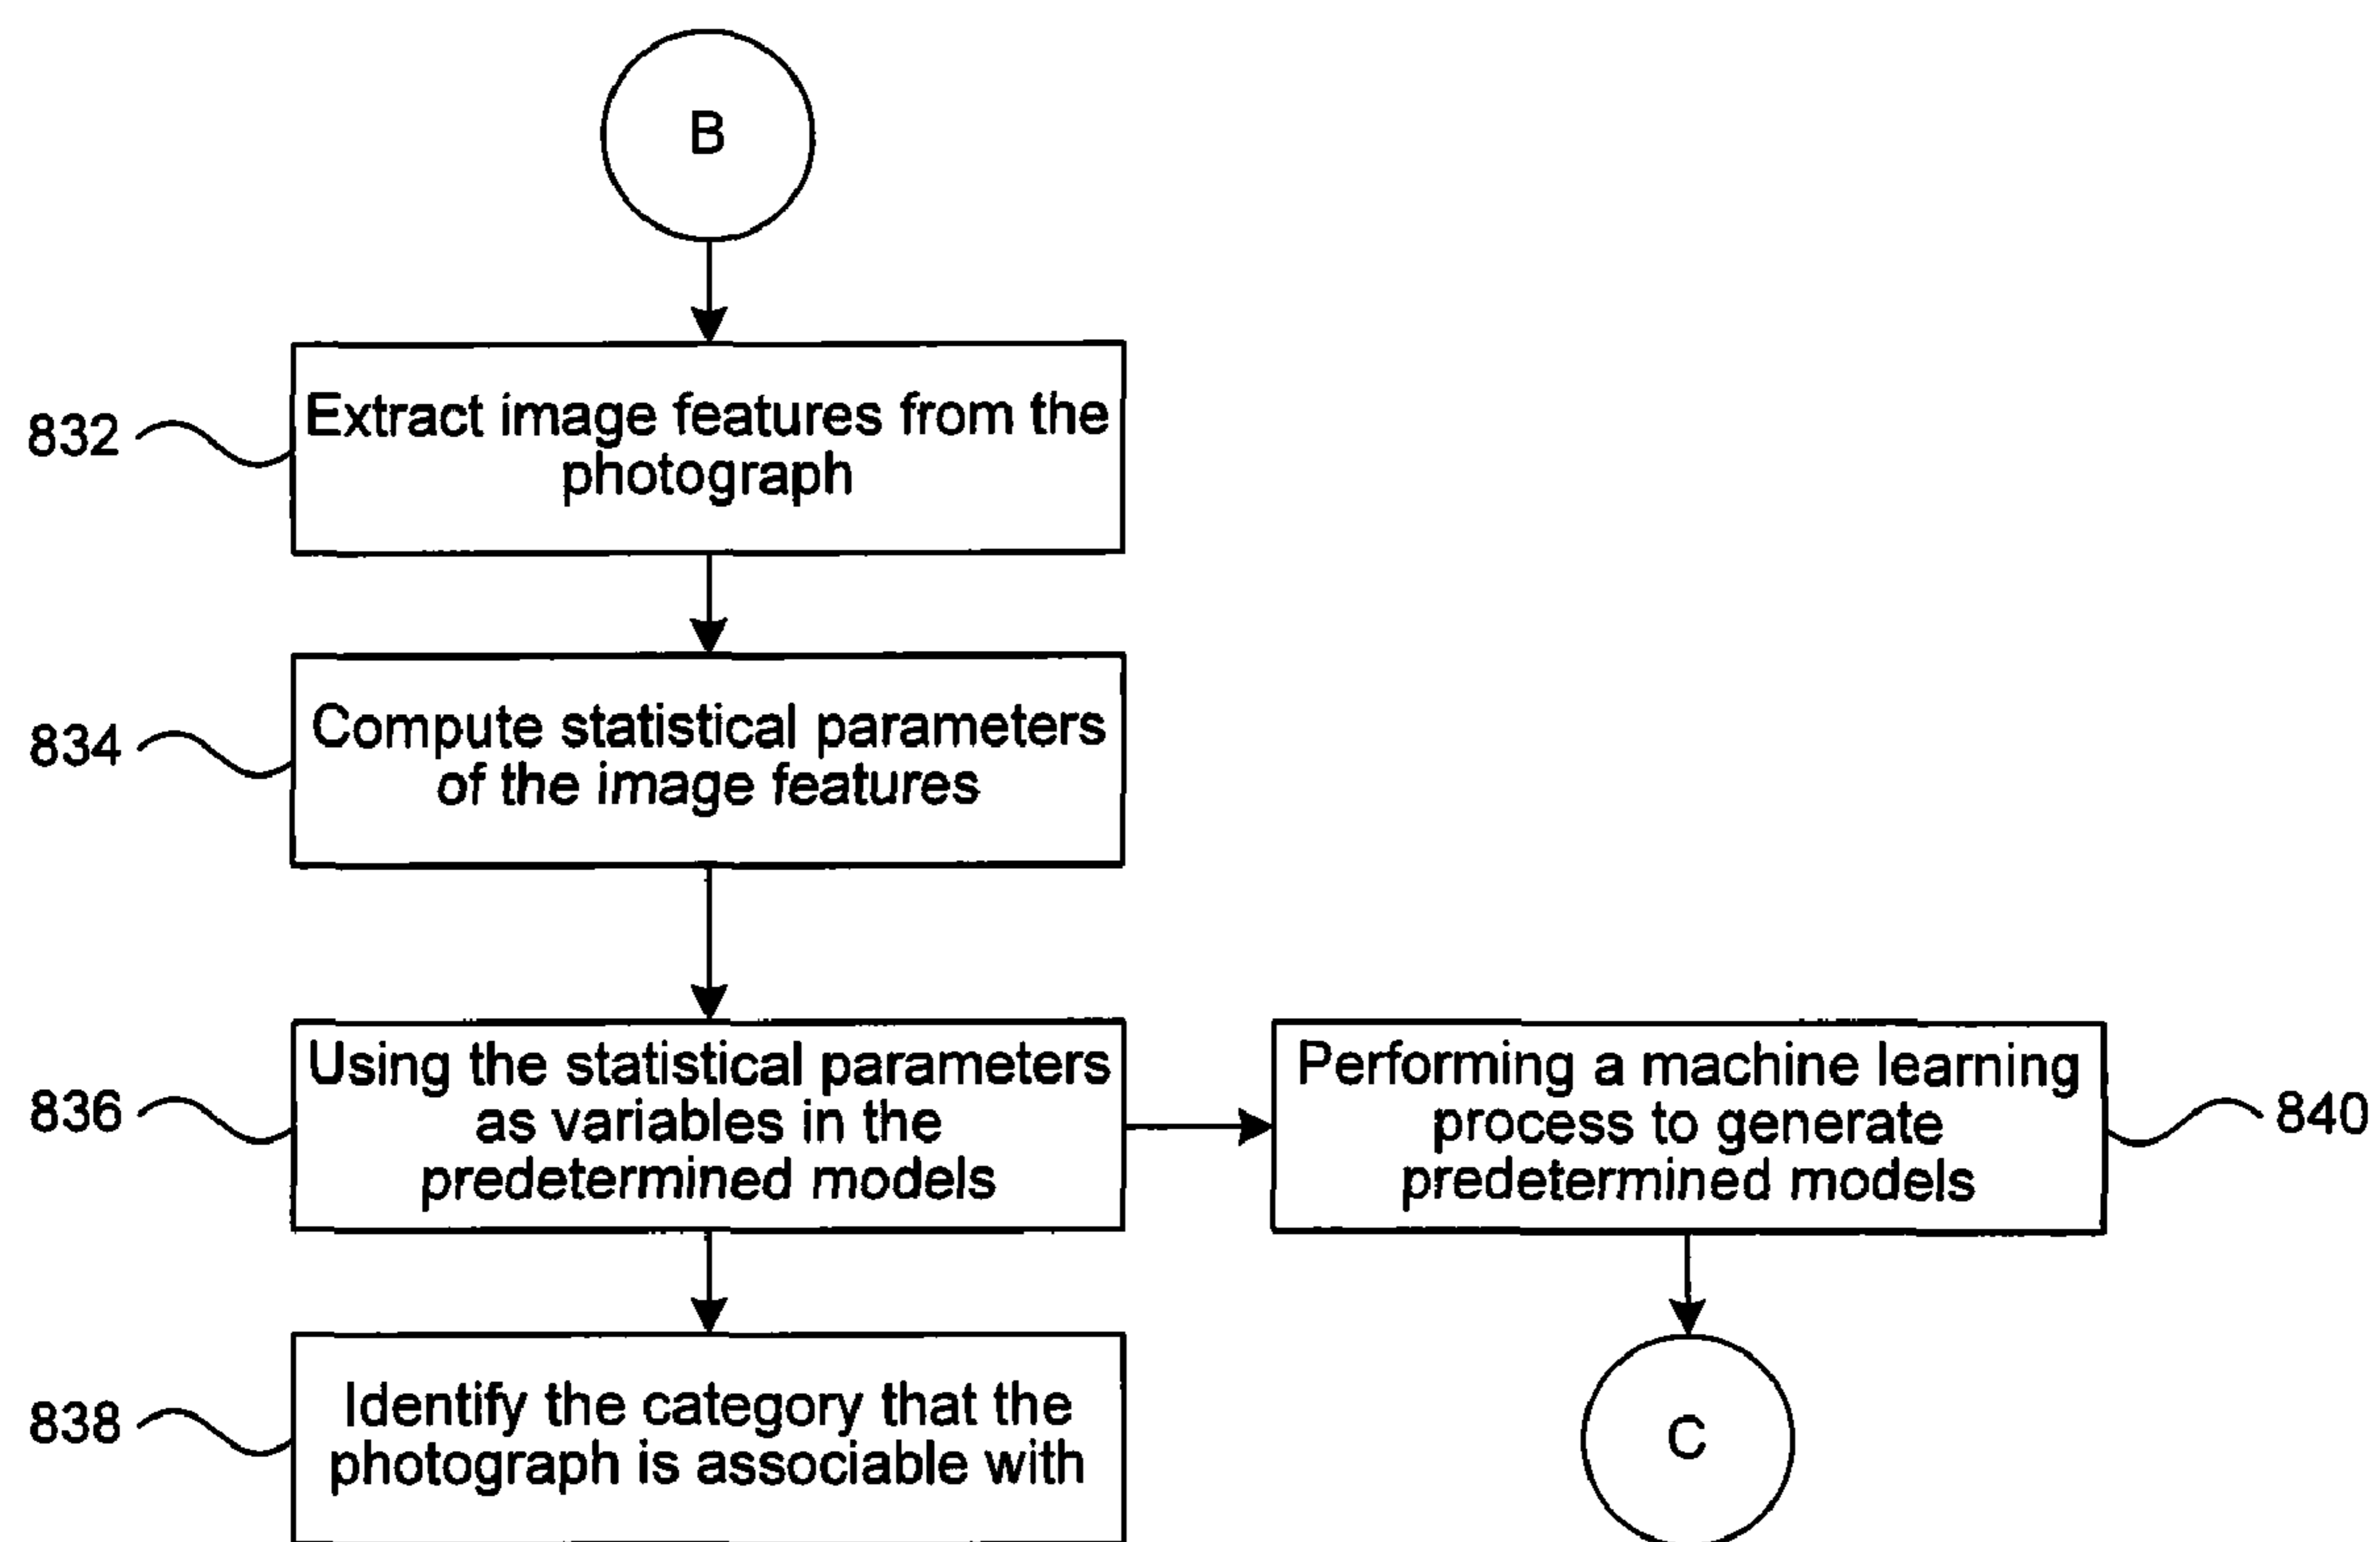 B
832
Extract image features from the
photograph
834
Compute statistical parameters
of the image features
836
Using the statistical parameters
as variables in the
predetermined models
Performing a machine learning
process to generate
predetermined models
840
838
Identify the category that the
photograph is associable with
C